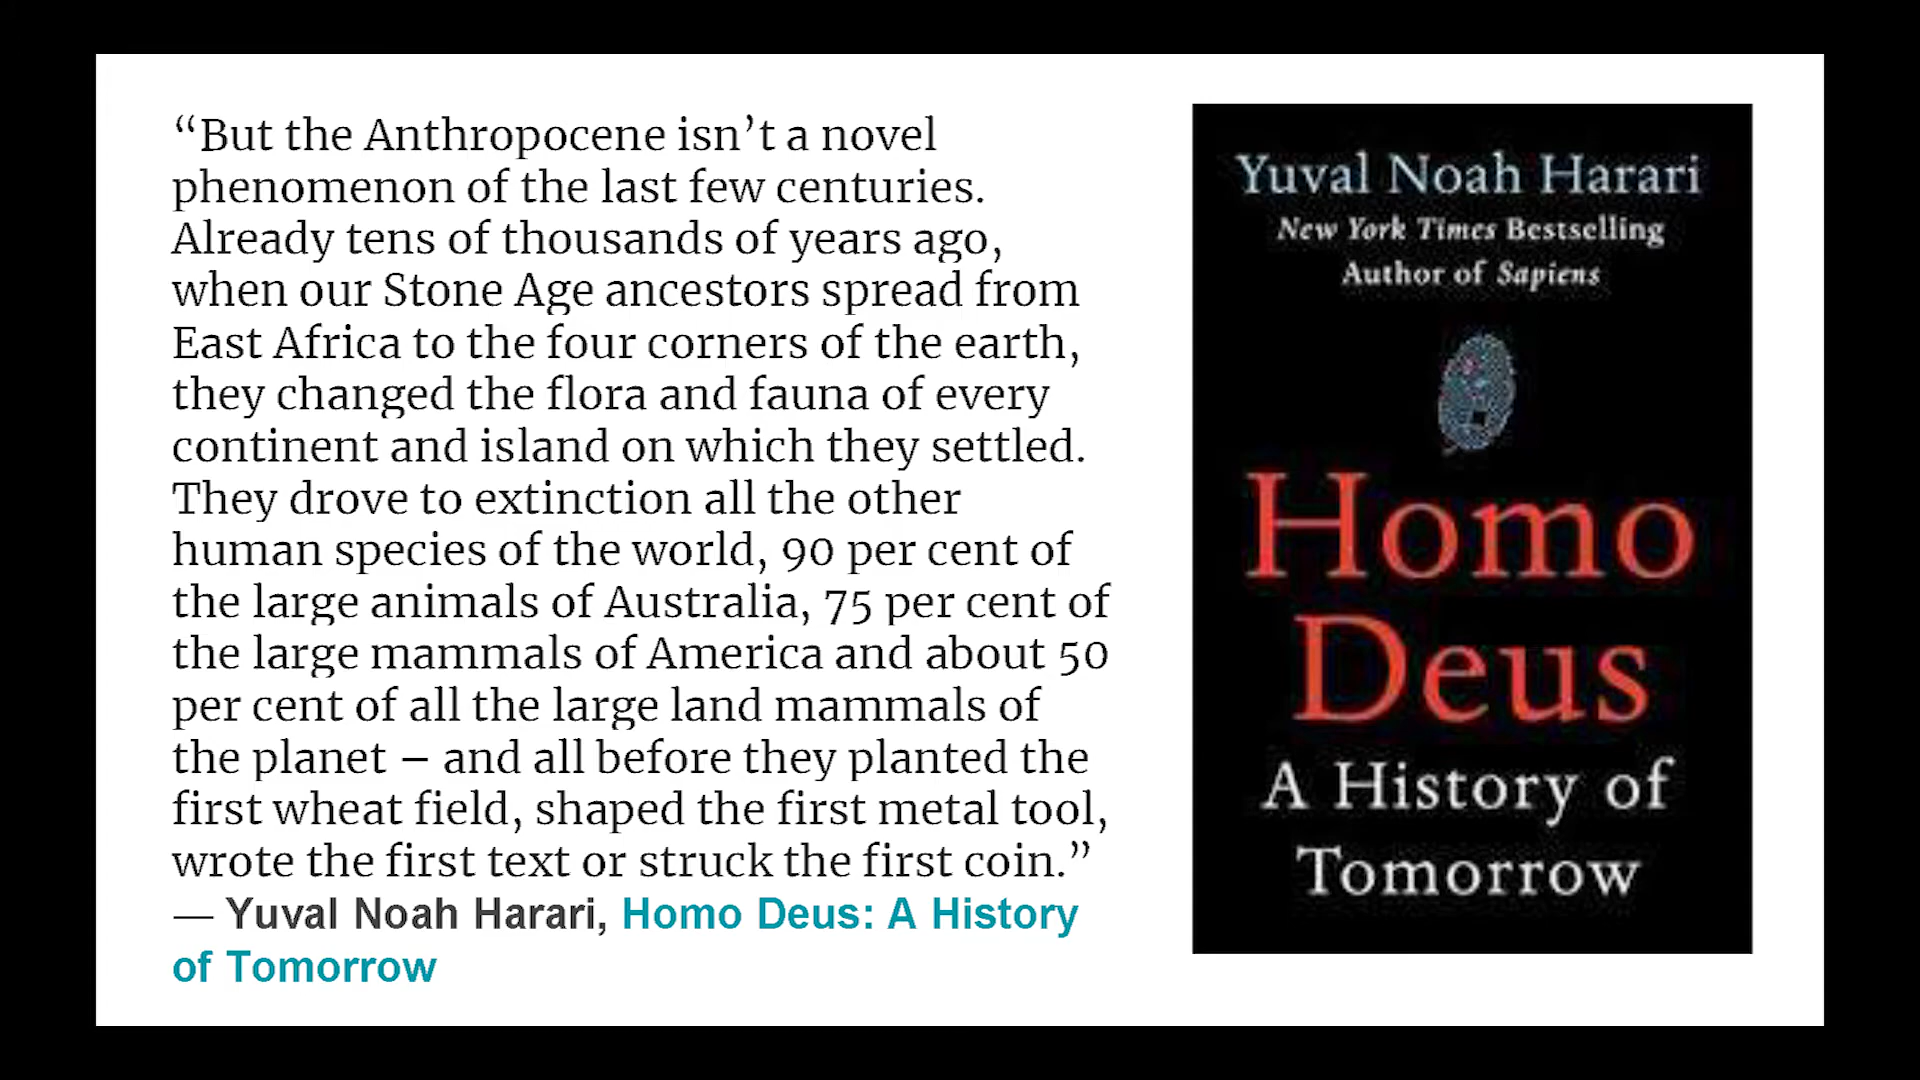 “But the Anthropocene isn’t a novel
phenomenon of the last few centuries.
Already tens of thousands of years ago,
when our Stone Age ancestors spread from
East Africa to the four corners of the earth,
they changed the flora and fauna of every
continent and island on which they settled.
They drove to extinction all the other
human species of the world, 90 per cent of
the large animals of Australia, 75 per cent of
the large mammals of America and about 50
per cent of all the large land mammals of
the planet – and all before they planted the
first wheat field, shaped the first metal tool,
wrote the first text or struck the first coin.”
— Yuval Noah Harari, Homo Deus: A History
of Tomorrow
Yuval Noah Harari
New York Times Bestselling
Author of Sapiens
Homo
Deus
A History of
Tomorrow